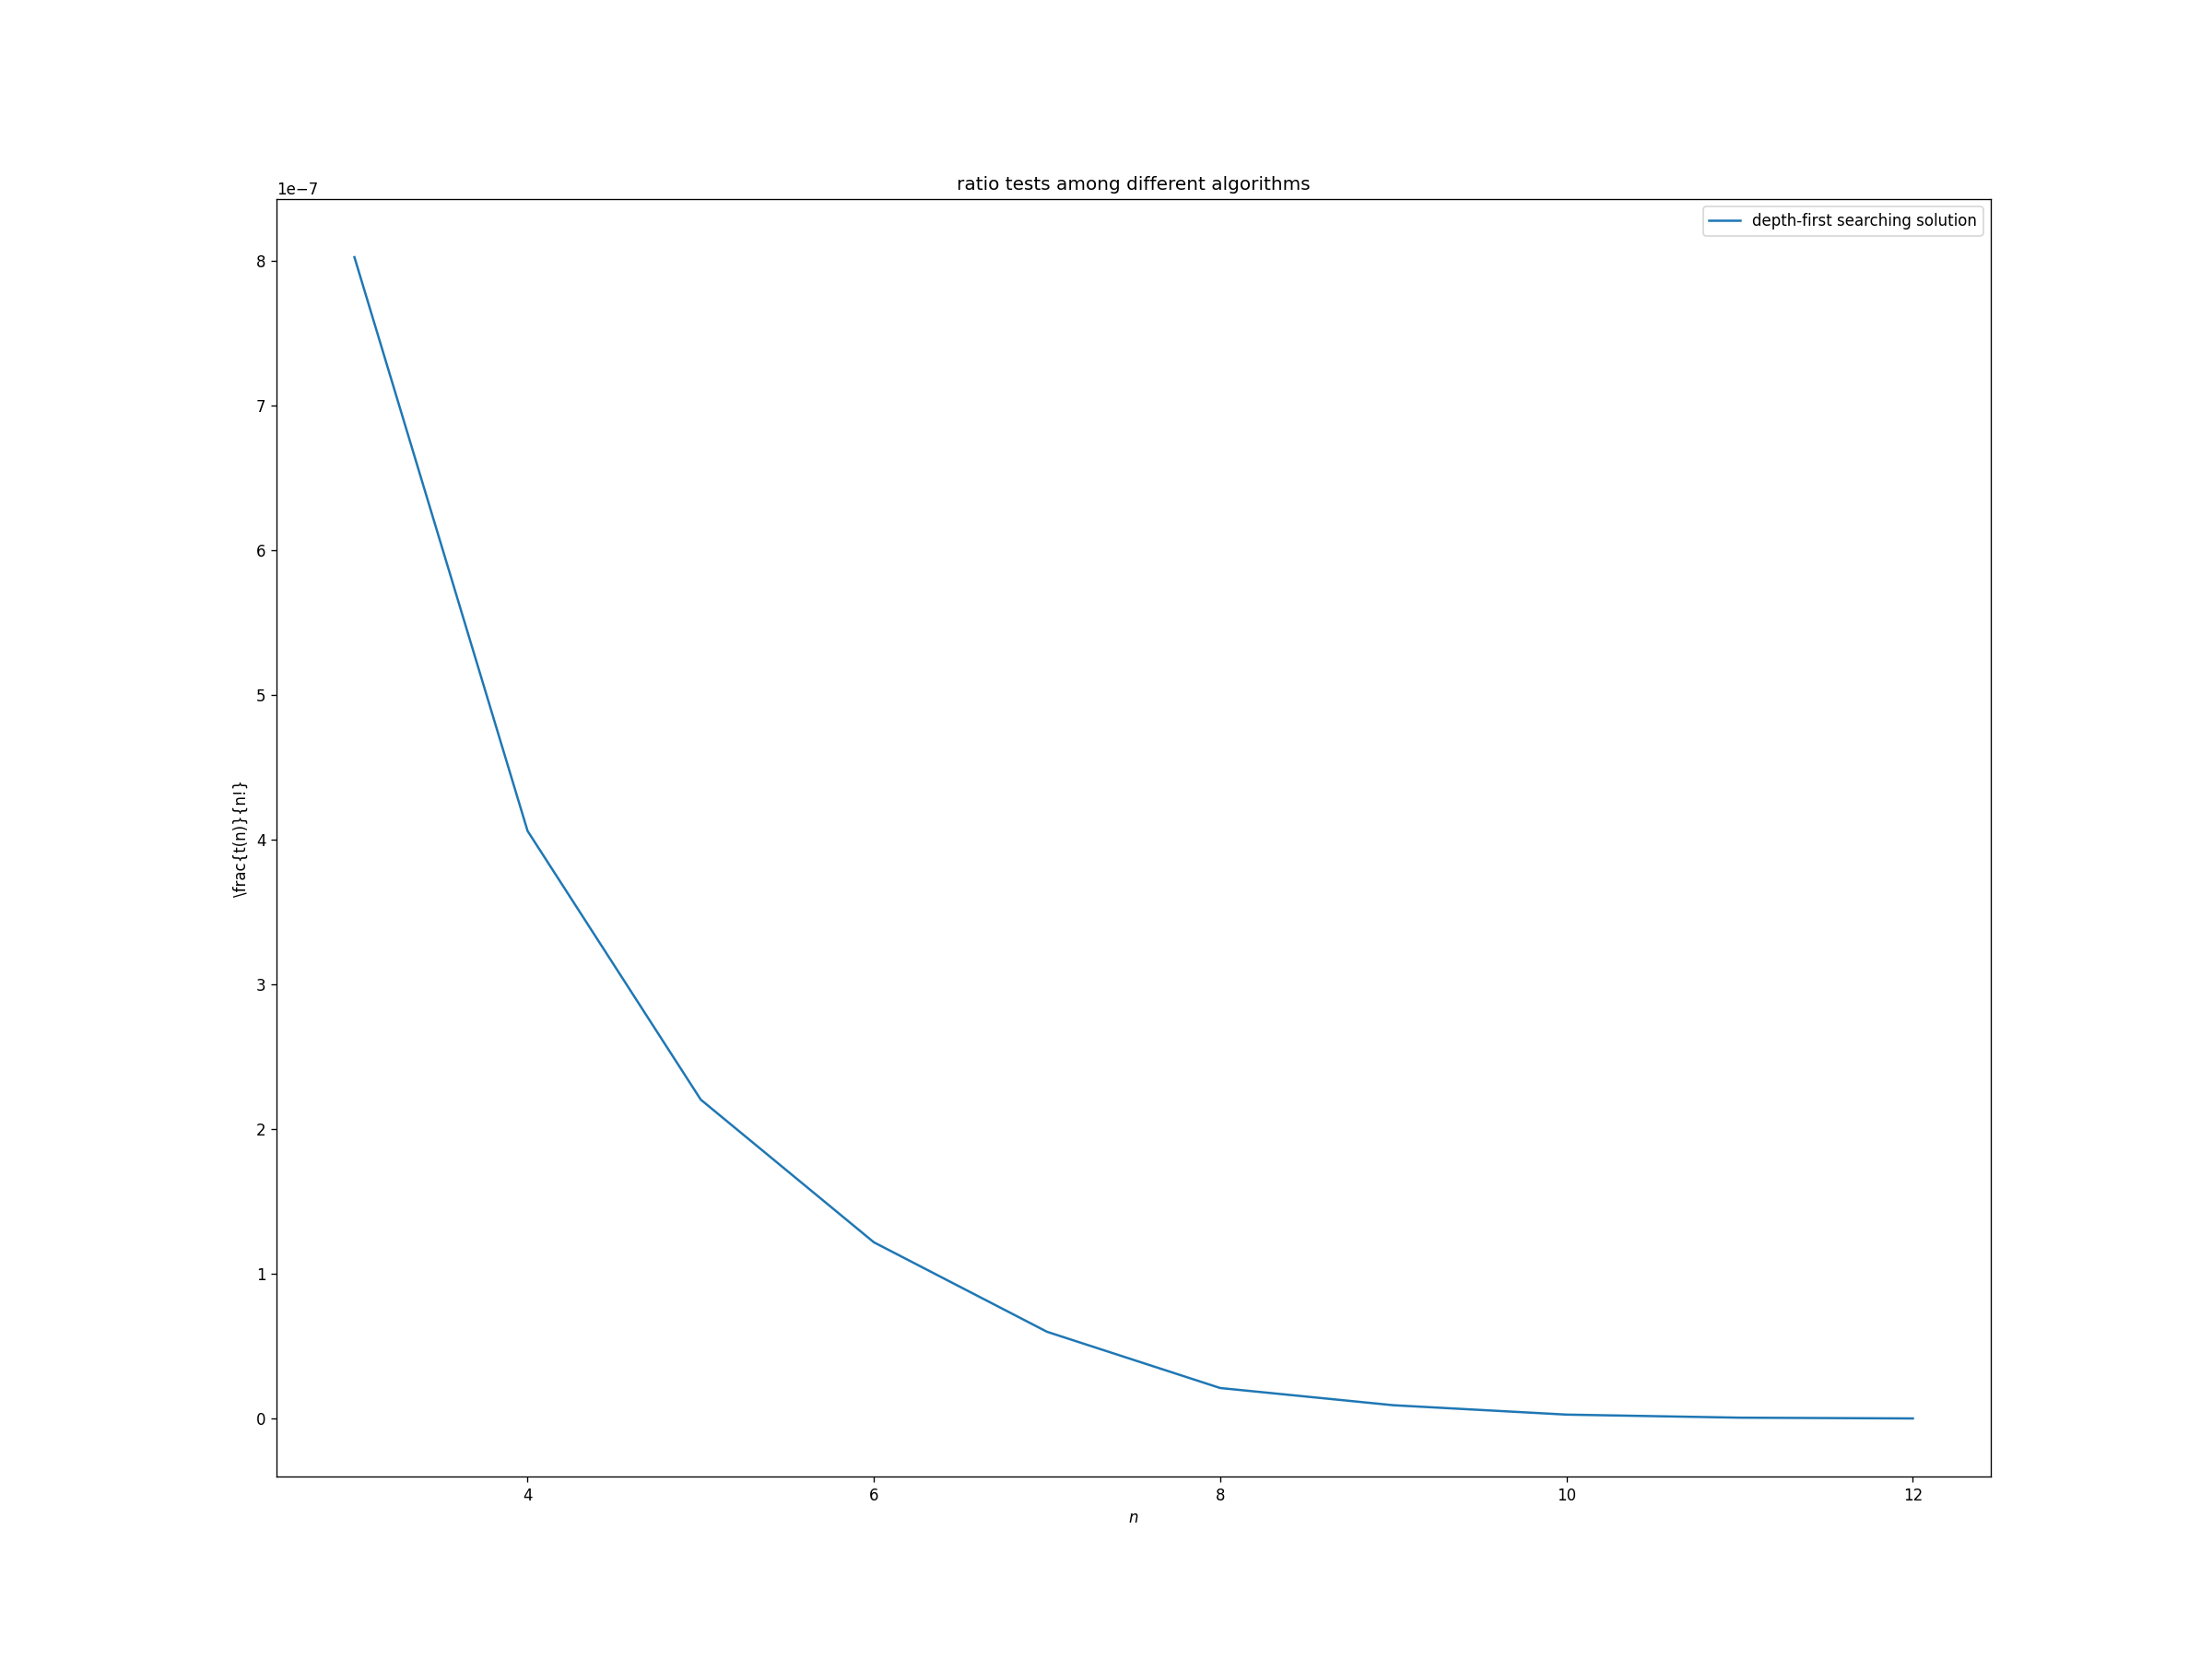 ratio tests among different algorithms
1e−7
depth-first searching solution
8
7
6
5
4
3
2
1
0
\frac{t(n)}{n!}
4 6 8 10 12
n